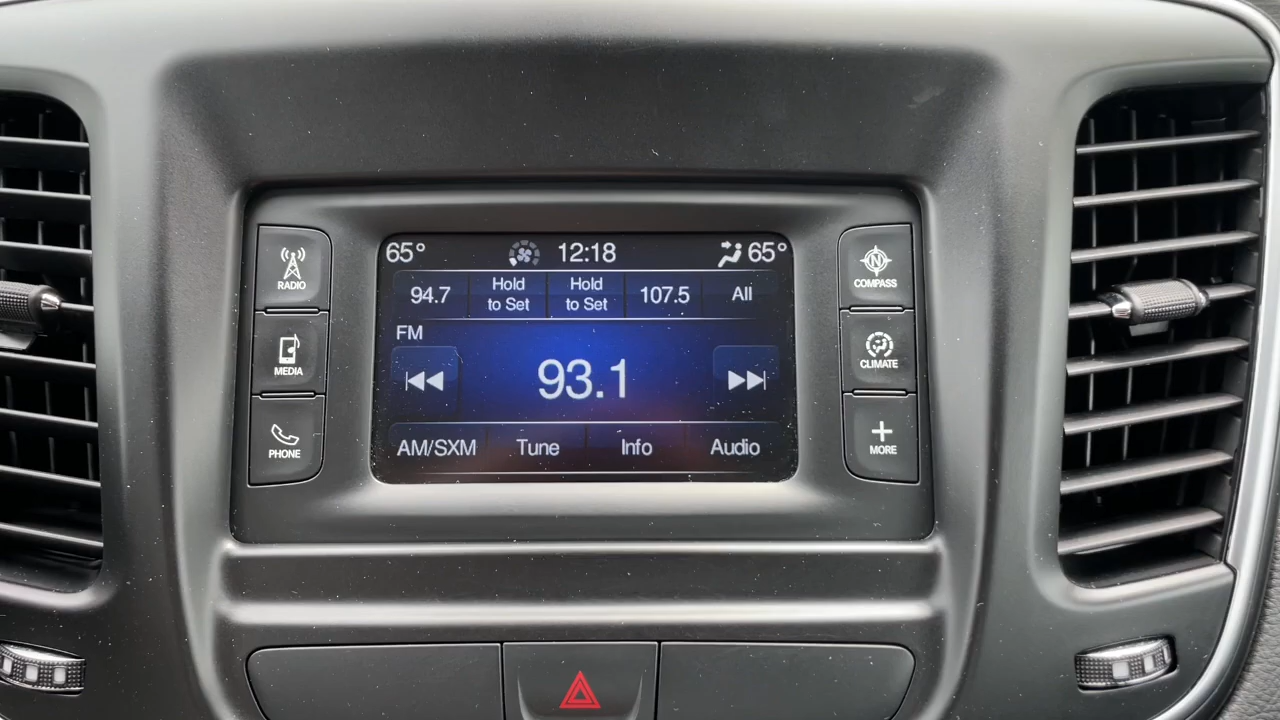 65° 12:18 65°
94.7 Hold to Set Hold to Set 107.5 All
FM
93.1
AM/SXM Tune Info Audio
RADIO
MEDIA
PHONE
N
COMPASS
CLIMATE
MORE